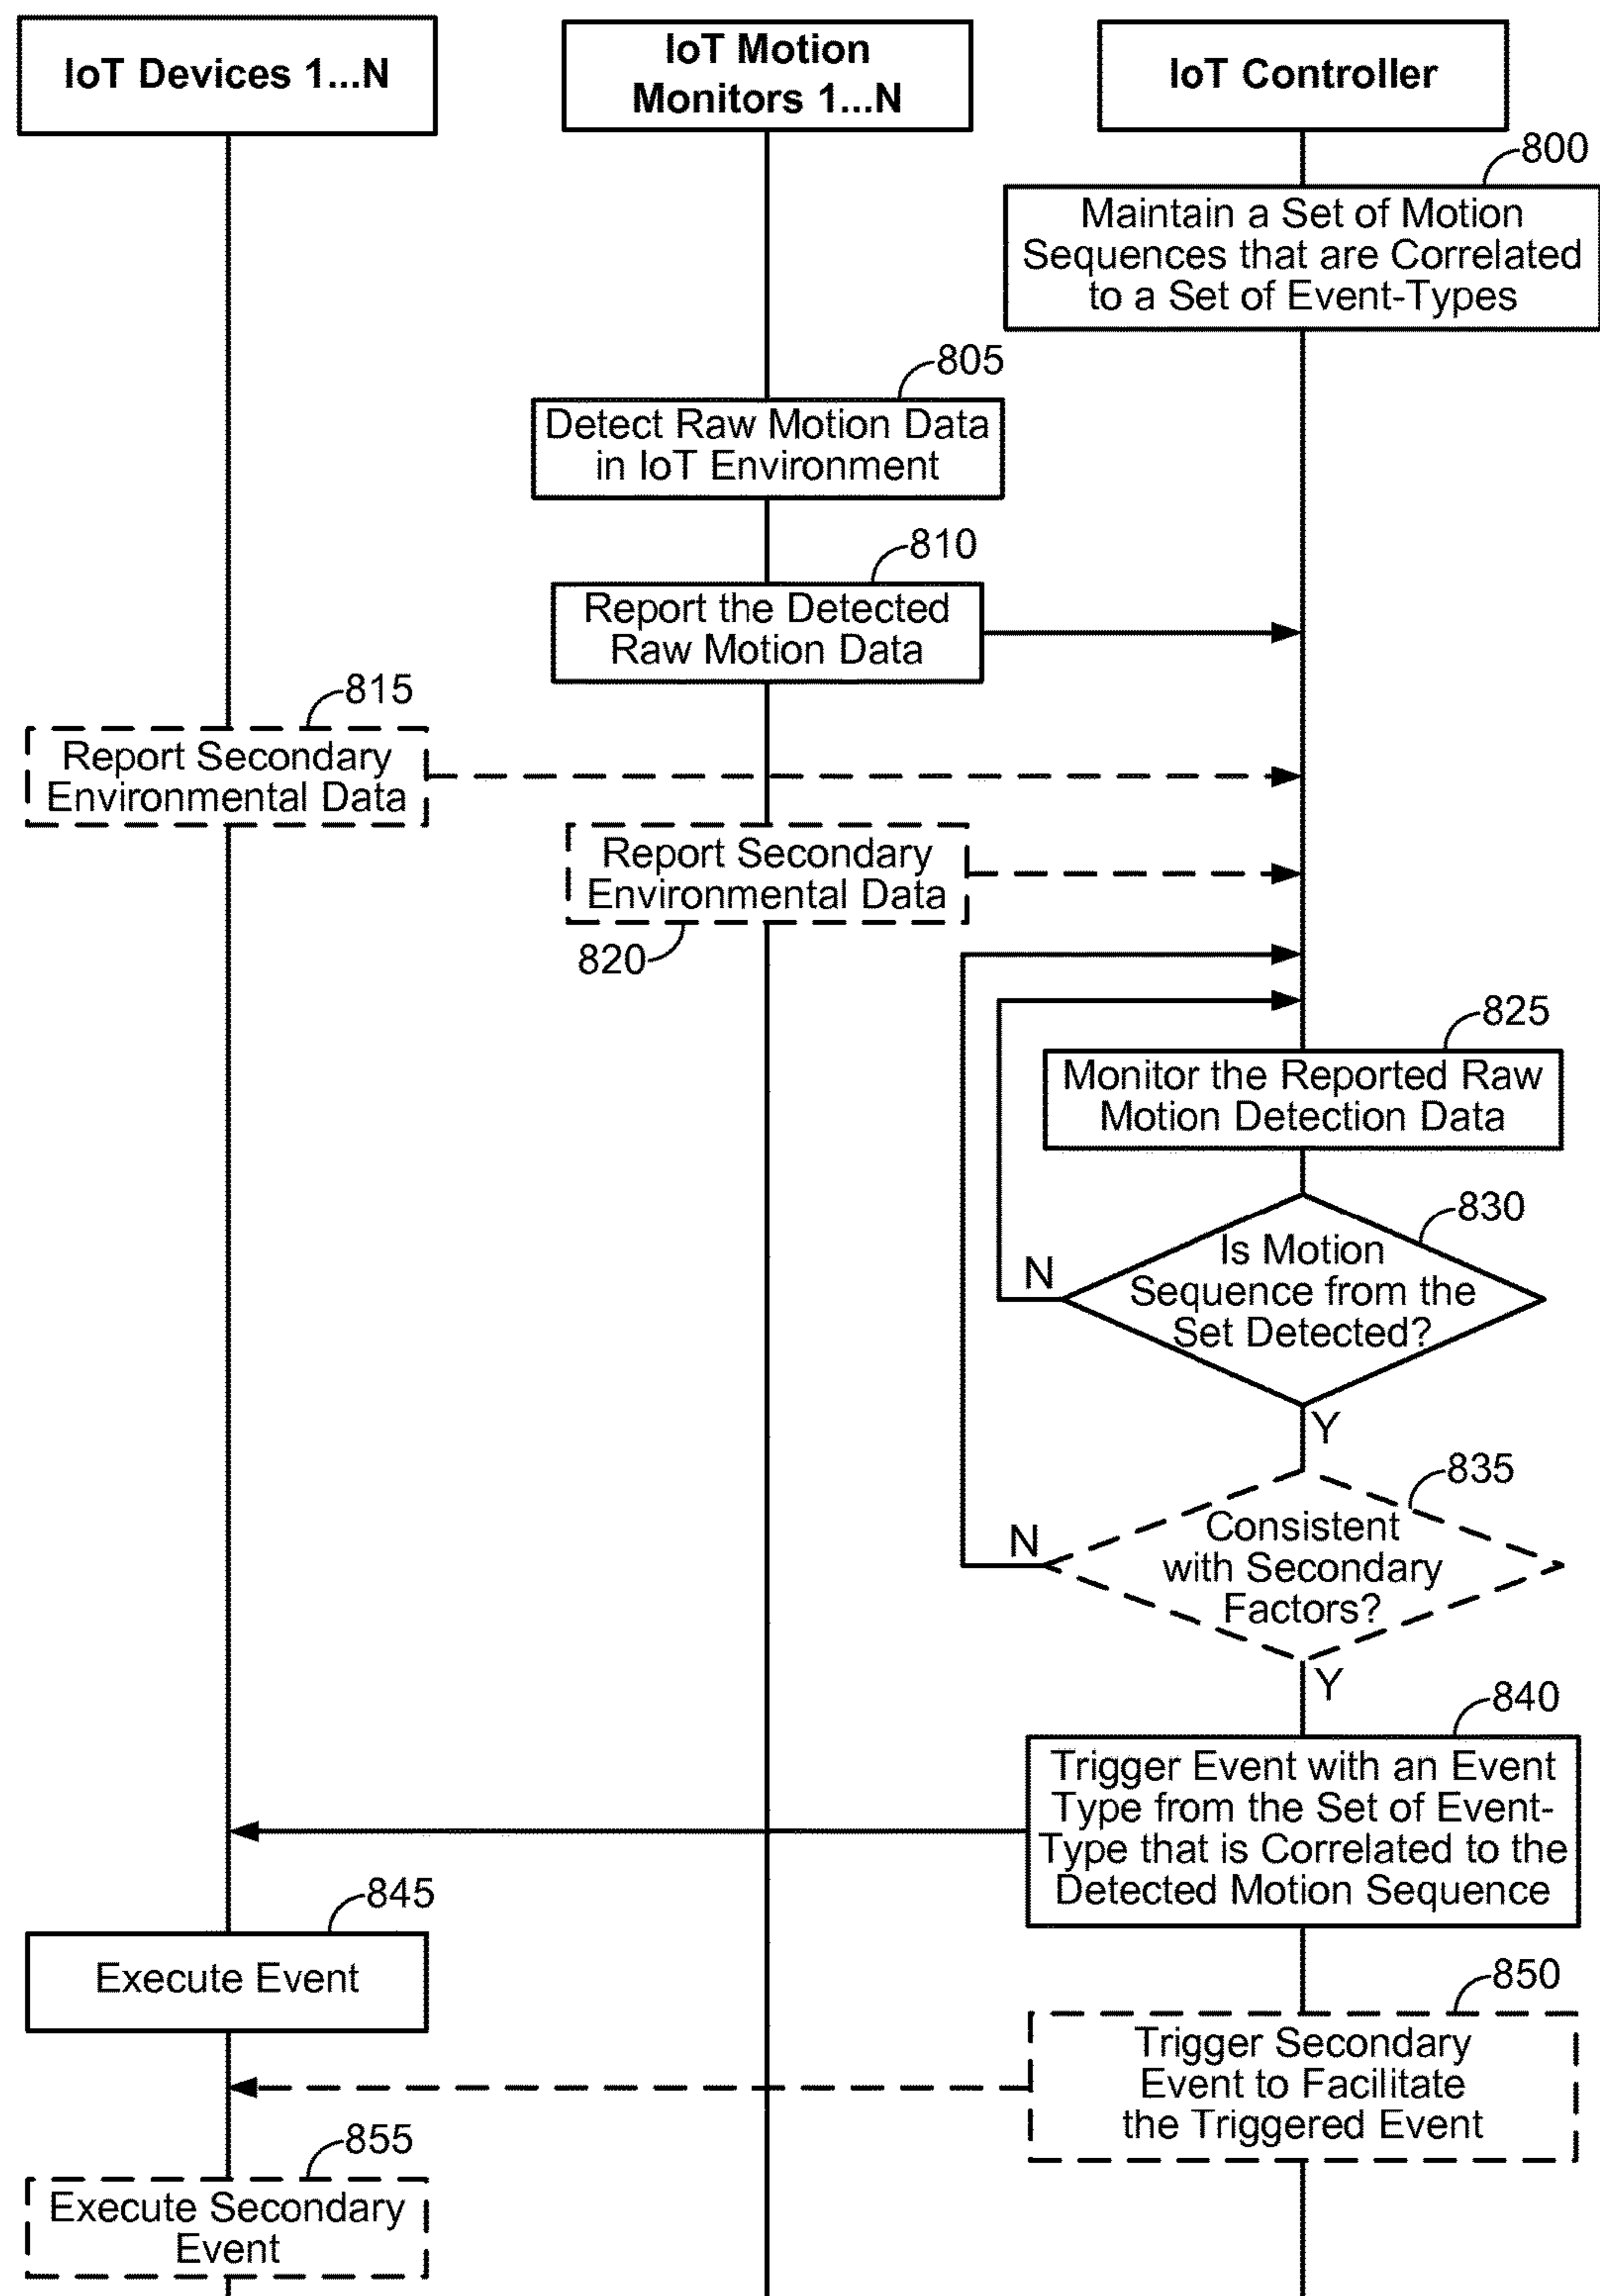 IoT Devices 1...N
IoT Motion
Monitors 1...N
IoT Controller
800
Maintain a Set of Motion
Sequences that are Correlated
to a Set of Event-Types
805
Detect Raw Motion Data
in IoT Environment
810
Report the Detected
Raw Motion Data
815
Report Secondary
Environmental Data
Report Secondary
Environmental Data
820
825
Monitor the Reported Raw
Motion Detection Data
830
Is Motion
Sequence from the
Set Detected?
N
Y
835
Consistent
with Secondary
Factors?
N
Y
840
Trigger Event with an Event
Type from the Set of Event-
Type that is Correlated to the
Detected Motion Sequence
845
Execute Event
850
Trigger Secondary
Event to Facilitate
the Triggered Event
855
Execute Secondary
Event